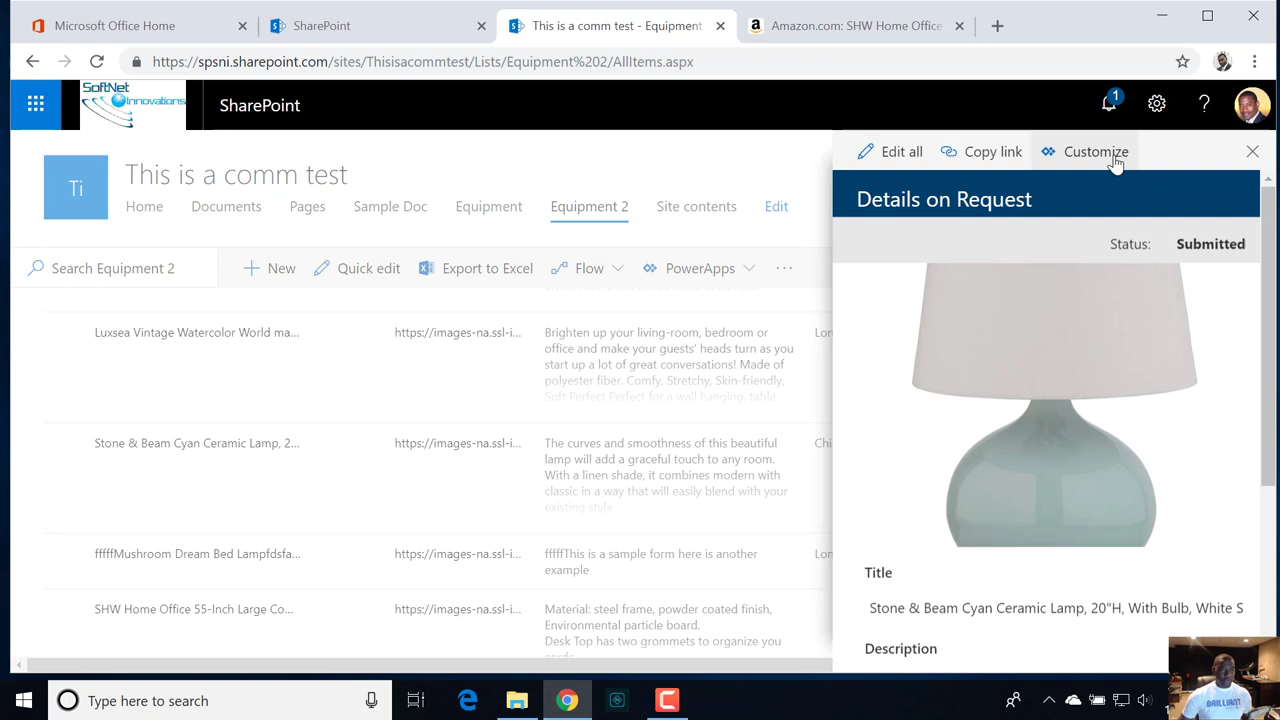 Microsoft Office Home
SharePoint
This is a comm test - Equipment
Amazon.com: SHW Home Office
https://spsni.sharepoint.com/sites/Thisisacommtest/Lists/Equipment%202/AllItems.aspx
SoftNet
Innovations
SharePoint
1
Edit all
Copy link
Customize
Ti
This is a comm test
Home
Documents
Pages
Sample Doc
Equipment
Equipment 2
Site contents
Edit
Details on Request
Status:
Submitted
Search Equipment 2
New
Quick edit
Export to Excel
Flow
PowerApps
Luxsea Vintage Watercolor World ma...
https://images-na.ssl-i...
Brighten up your living-room, bedroom or
office and make your guests' heads turn as you
start up a lot of great conversations! Made of
polyester fiber. Comfy, Stretchy, Skin-friendly,
Soft Perfect Perfect for a wall hanging, table
Lon
Stone & Beam Cyan Ceramic Lamp, 2...
https://images-na.ssl-i...
The curves and smoothness of this beautiful
lamp will add a graceful touch to any room.
With a linen shade, it combines modern with
classic in a way that will easily blend with your
existing style
Chi
fffffMushroom Dream Bed Lampfdsfa...
https://images-na.ssl-i...
fffffThis is a sample form here is another
example
Lon
SHW Home Office 55-Inch Large Co...
https://images-na.ssl-i...
Material: steel frame, powder coated finish,
Environmental particle board.
Desk Top has two grommets to organize you
Title
Stone & Beam Cyan Ceramic Lamp, 20"H, With Bulb, White S
Description
Type here to search
BRILLIANT